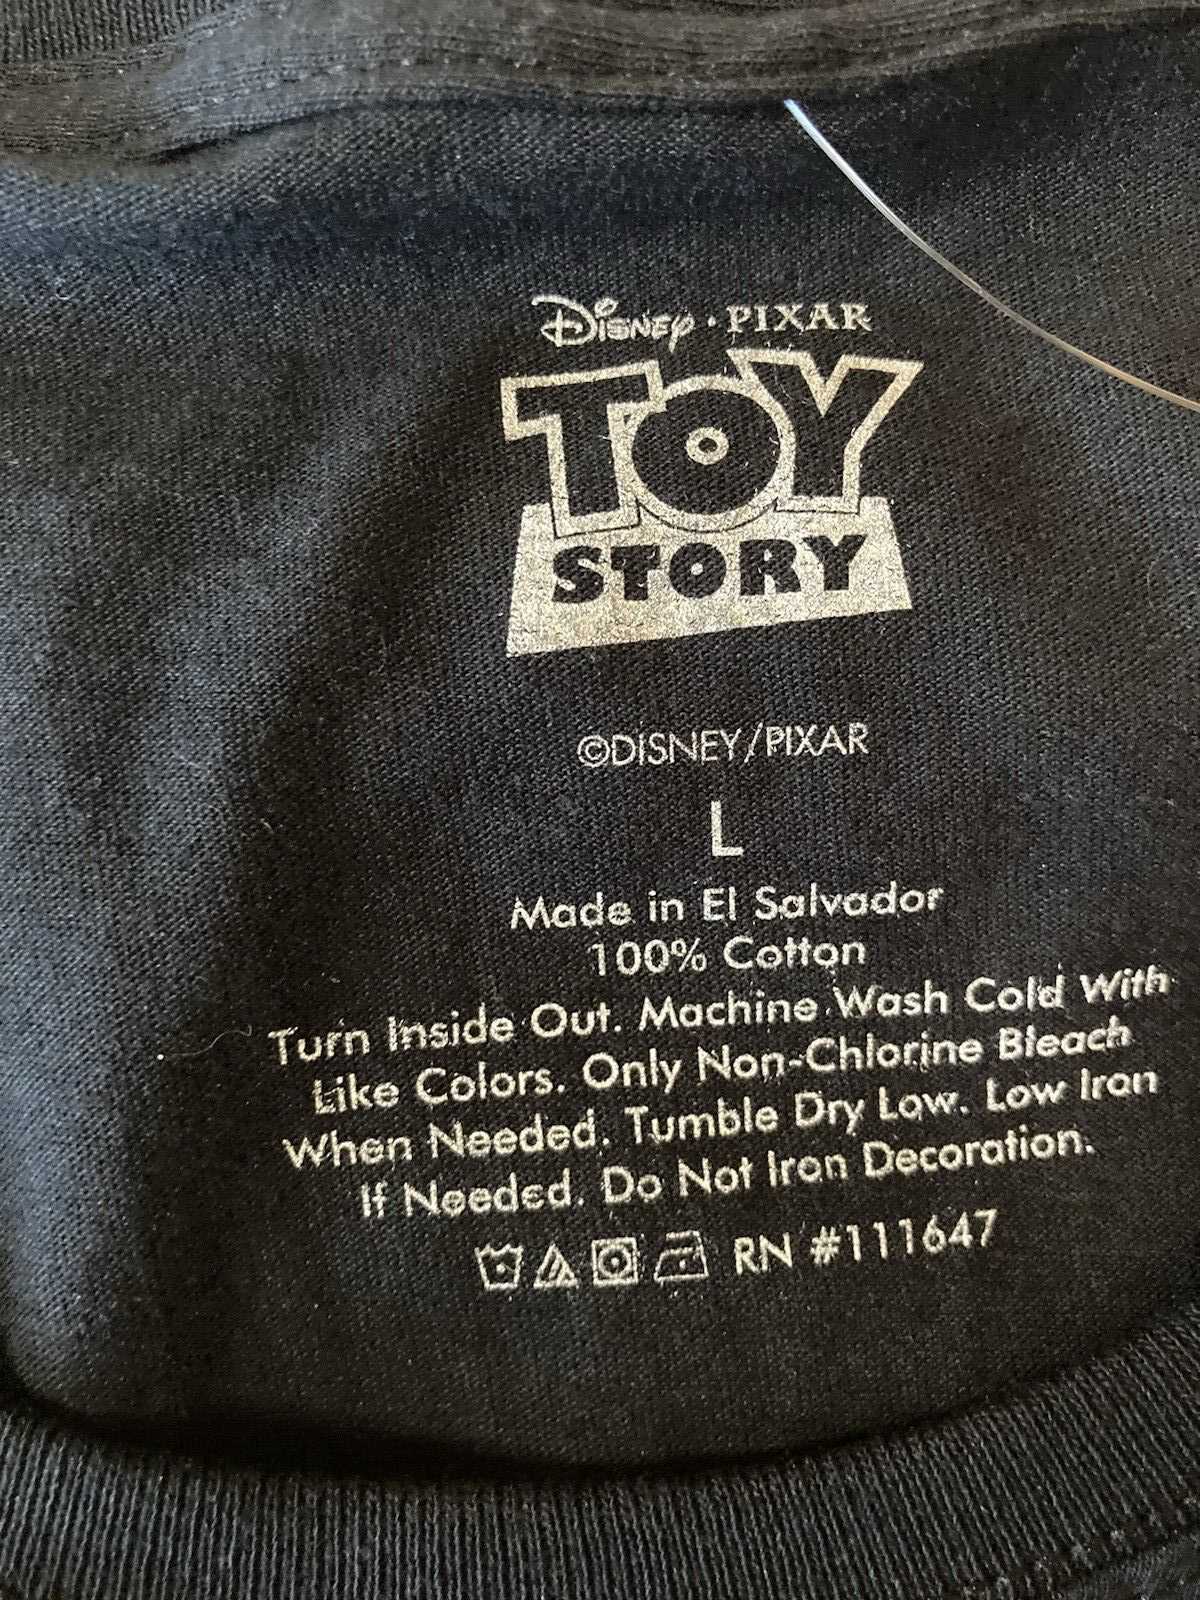 Disney · PIXAR
TOY
STORY
©DISNEY/PIXAR
L
Made in El Salvador
100% Cotton
Turn Inside Out. Machine Wash Cold With
Like Colors. Only Non-Chlorine Bleach
When Needed. Tumble Dry Low. Low Iron
If Needed. Do Not Iron Decoration.
RN #111647